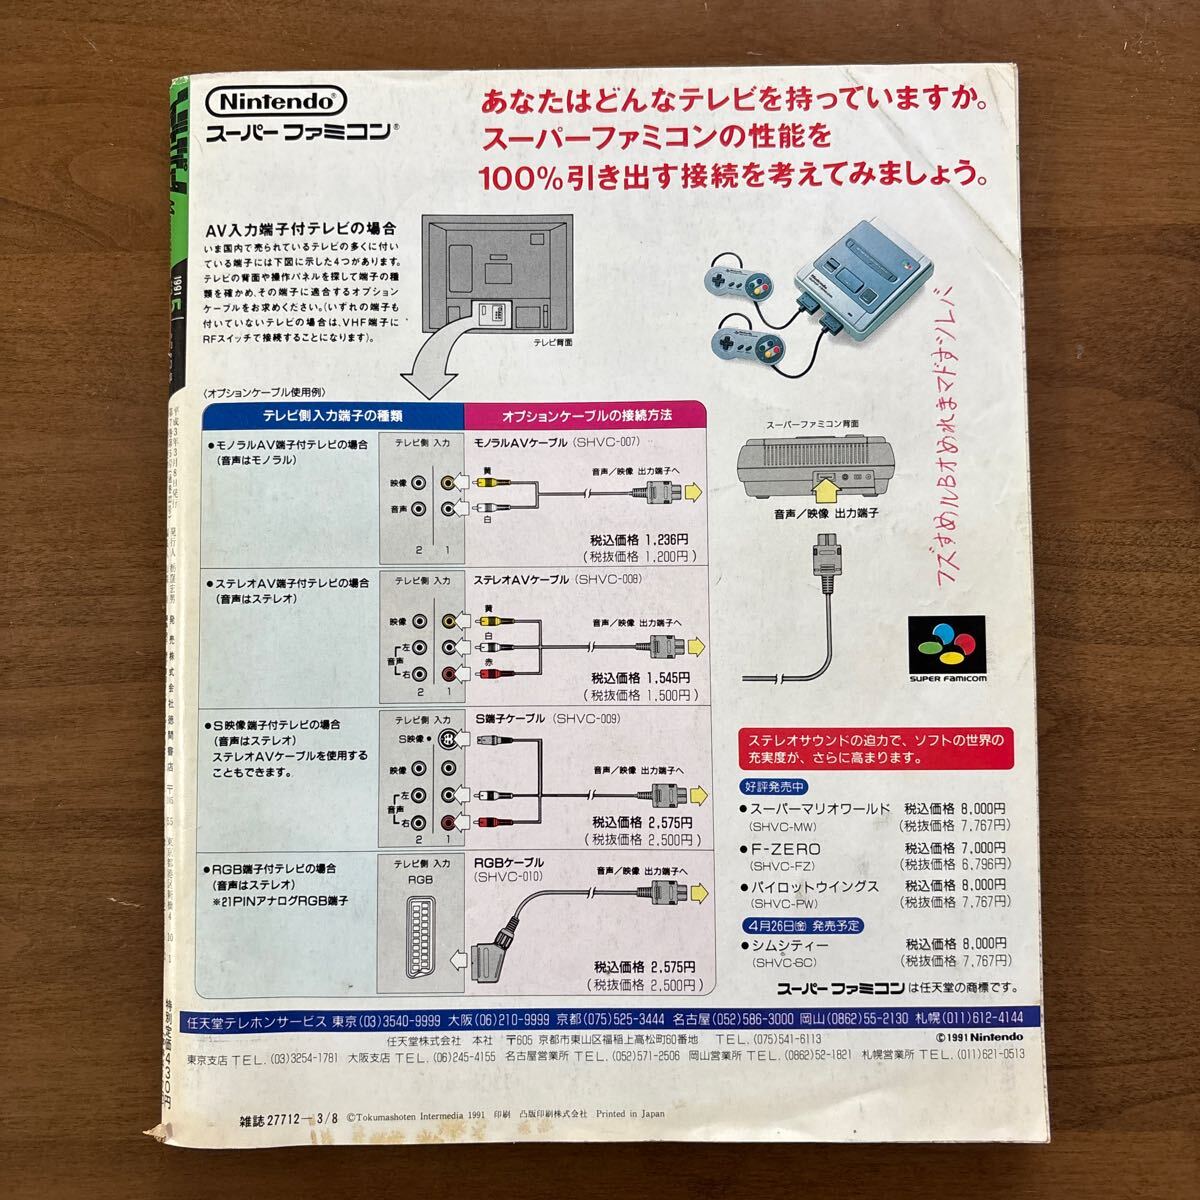 Nintendo®
スーパーファミコン®
あなたはどんなテレビを持っていますか。
スーパーファミコンの性能を
100%引き出す接続を考えてみましょう。
AV入力端子付テレビの場合
いま国内で売られているテレビの多くに付い
ている端子には下図に示した4つがあります。
テレビの背面や操作パネルを探して端子の種
類を確かめ、その端子に適合するオプション
ケーブルをお求めください。(いずれの端子も
付いていないテレビの場合は、VHF端子に
RFスイッチで接続することになります)。
テレビ背面
〈オプションケーブル使用例〉
テレビ側入力端子の種類
オプションケーブルの接続方法
●モノラルAV端子付テレビの場合
(音声はモノラル)
テレビ側 入力
映像
音声
2 1
モノラルAVケーブル(SHVC-007)
黄
白
音声/映像 出力端子へ
税込価格 1,236円
(税抜価格 1,200円)
●ステレオAV端子付テレビの場合
(音声はステレオ)
テレビ側 入力
映像
左
音声
右
2 1
ステレオAVケーブル(SHVC-008)
黄
白
赤
音声/映像 出力端子へ
税込価格 1,545円
(税抜価格 1,500円)
●S映像端子付テレビの場合
(音声はステレオ)
ステレオAVケーブルを使用する
こともできます。
テレビ側 入力
S映像●
映像
左
音声
右
2 1
S端子ケーブル(SHVC-009)
音声/映像 出力端子へ
税込価格 2,575円
(税抜価格 2,500円)
●RGB端子付テレビの場合
(音声はステレオ)
※21PINアナログRGB端子
テレビ側 入力
RGB
RGBケーブル
(SHVC-010)
音声/映像 出力端子へ
税込価格 2,575円
(税抜価格 2,500円)
スーパーファミコン背面
音声/映像 出力端子
SUPER FAMICOM
ステレオサウンドの迫力で、ソフトの世界の
充実度が、さらに高まります。
好評発売中
●スーパーマリオワールド 税込価格 8,000円
(SHVC-MW) (税抜価格 7,767円)
●F-ZERO 税込価格 7,000円
(SHVC-FZ) (税抜価格 6,796円)
●パイロットウイングス 税込価格 8,000円
(SHVC-PW) (税抜価格 7,767円)
4月26日㊎ 発売予定
●シムシティー 税込価格 8,000円
(SHVC-SC) (税抜価格 7,767円)
スーパーファミコンは任天堂の商標です。
任天堂テレホンサービス 東京(03)3540-9999 大阪(06)210-9999 京都(075)525-3444 名古屋(052)586-3000 岡山(0862)55-2130 札幌(011)612-4144
任天堂株式会社 本社 〒605 京都市東山区福稲上高松町60番地 TEL.(075)541-6113
©1991 Nintendo
東京支店 TEL.(03)3254-1781 大阪支店 TEL.(06)245-4155 名古屋営業所 TEL.(052)571-2506 岡山営業所 TEL.(0862)52-1821 札幌営業所 TEL.(011)621-0513
雑誌27712-3/8 ©Tokumashoten Intermedia 1991 印刷 凸版印刷株式会社 Printed in Japan
1991
5
平成3年3月8日発行
特別定価430円